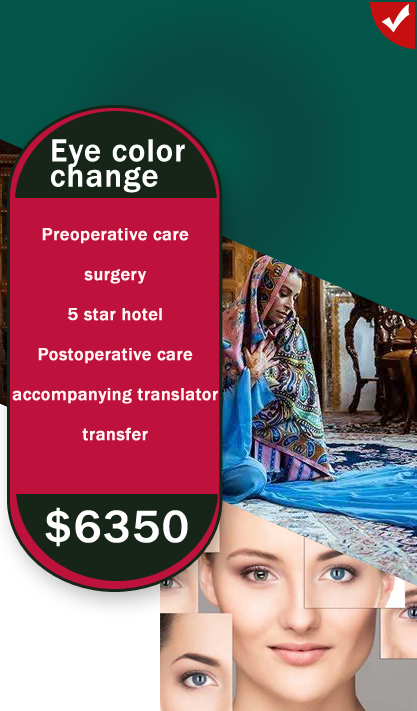 Eye color
change
Preoperative care
surgery
5 star hotel
Postoperative care
accompanying translator
transfer
$6350